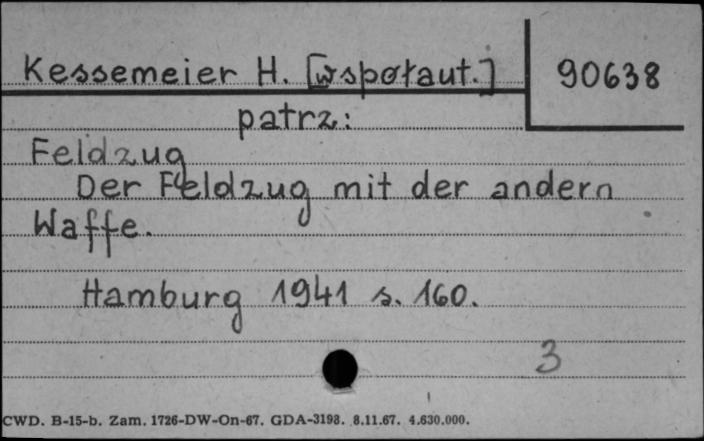 Kessemeier H. [współaut.] 90638
patrz:
Feldzug
Der Feldzug mit der andern
Waffe.
Hamburg 1941 s. 160.
3
CWD. B-15-b. Zam. 1726-DW-On-67. GDA-3198. 8.11.67. 4.630.000.